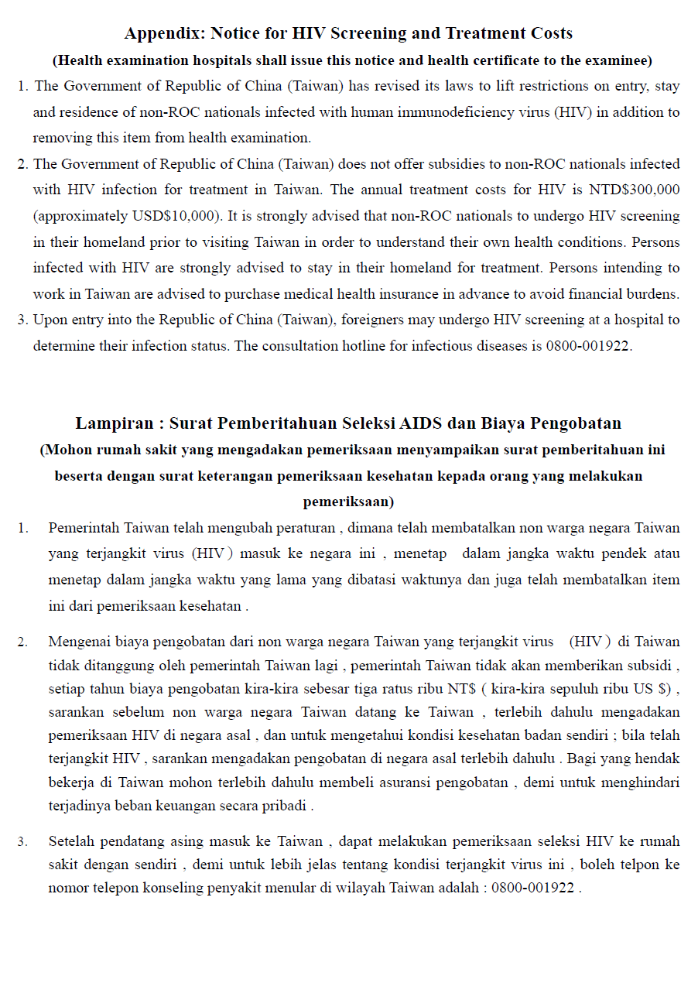 Appendix: Notice for HIV Screening and Treatment Costs
(Health examination hospitals shall issue this notice and health certificate to the examinee)
1. The Government of Republic of China (Taiwan) has revised its laws to lift restrictions on entry, stay
and residence of non-ROC nationals infected with human immunodeficiency virus (HIV) in addition to
removing this item from health examination.
2. The Government of Republic of China (Taiwan) does not offer subsidies to non-ROC nationals infected
with HIV infection for treatment in Taiwan. The annual treatment costs for HIV is NTD$300,000
(approximately USD$10,000). It is strongly advised that non-ROC nationals to undergo HIV screening
in their homeland prior to visiting Taiwan in order to understand their own health conditions. Persons
infected with HIV are strongly advised to stay in their homeland for treatment. Persons intending to
work in Taiwan are advised to purchase medical health insurance in advance to avoid financial burdens.
3. Upon entry into the Republic of China (Taiwan), foreigners may undergo HIV screening at a hospital to
determine their infection status. The consultation hotline for infectious diseases is 0800-001922.
Lampiran : Surat Pemberitahuan Seleksi AIDS dan Biaya Pengobatan
(Mohon rumah sakit yang mengadakan pemeriksaan menyampaikan surat pemberitahuan ini
beserta dengan surat keterangan pemeriksaan kesehatan kepada orang yang melakukan
pemeriksaan)
1. Pemerintah Taiwan telah mengubah peraturan , dimana telah membatalkan non warga negara Taiwan
yang terjangkit virus (HIV ) masuk ke negara ini , menetap dalam jangka waktu pendek atau
menetap dalam jangka waktu yang lama yang dibatasi waktunya dan juga telah membatalkan item
ini dari pemeriksaan kesehatan .
2. Mengenai biaya pengobatan dari non warga negara Taiwan yang terjangkit virus (HIV ) di Taiwan
tidak ditanggung oleh pemerintah Taiwan lagi , pemerintah Taiwan tidak akan memberikan subsidi ,
setiap tahun biaya pengobatan kira-kira sebesar tiga ratus ribu NT$ ( kira-kira sepuluh ribu US $) ,
sarankan sebelum non warga negara Taiwan datang ke Taiwan , terlebih dahulu mengadakan
pemeriksaan HIV di negara asal , dan untuk mengetahui kondisi kesehatan badan sendiri ; bila telah
terjangkit HIV , sarankan mengadakan pengobatan di negara asal terlebih dahulu . Bagi yang hendak
bekerja di Taiwan mohon terlebih dahulu membeli asuransi pengobatan , demi untuk menghindari
terjadinya beban keuangan secara pribadi .
3. Setelah pendatang asing masuk ke Taiwan , dapat melakukan pemeriksaan seleksi HIV ke rumah
sakit dengan sendiri , demi untuk lebih jelas tentang kondisi terjangkit virus ini , boleh telpon ke
nomor telepon konseling penyakit menular di wilayah Taiwan adalah : 0800-001922 .